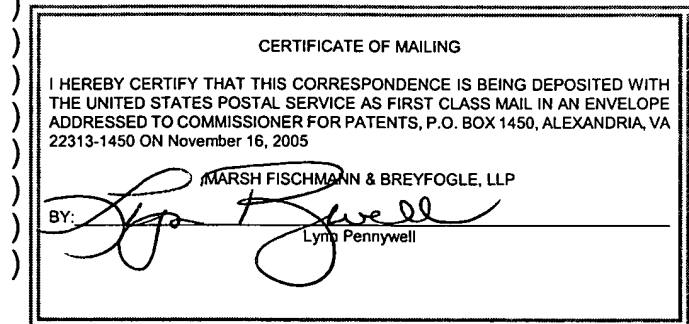 CERTIFICATE OF MAILING
I HEREBY CERTIFY THAT THIS CORRESPONDENCE IS BEING DEPOSITED WITH
THE UNITED STATES POSTAL SERVICE AS FIRST CLASS MAIL IN AN ENVELOPE
ADDRESSED TO COMMISSIONER FOR PATENTS, P.O. BOX 1450, ALEXANDRIA, VA
22313-1450 ON November 16, 2005
MARSH FISCHMANN & BREYFOGLE, LLP
BY:
Lynn Pennywell